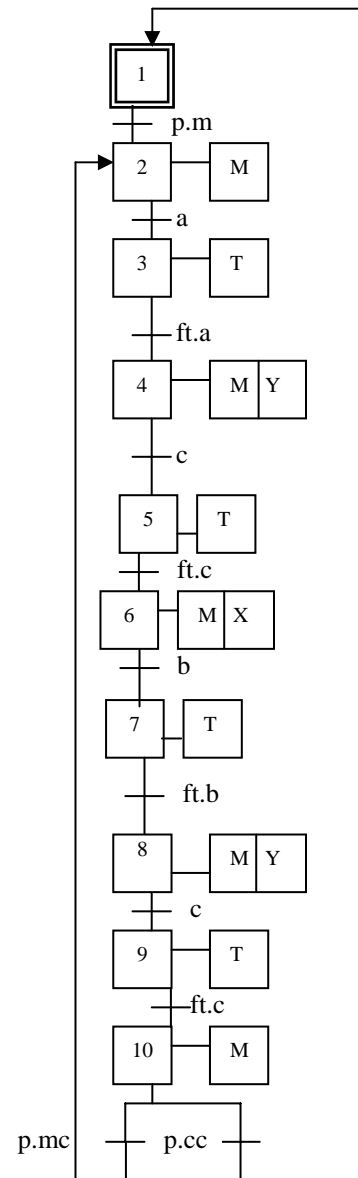 1
p.m
2 M
a
3 T
ft.a
4 M Y
c
5 T
ft.c
6 M X
b
7 T
ft.b
8 M Y
c
9 T
ft.c
10 M
p.mc p.cc